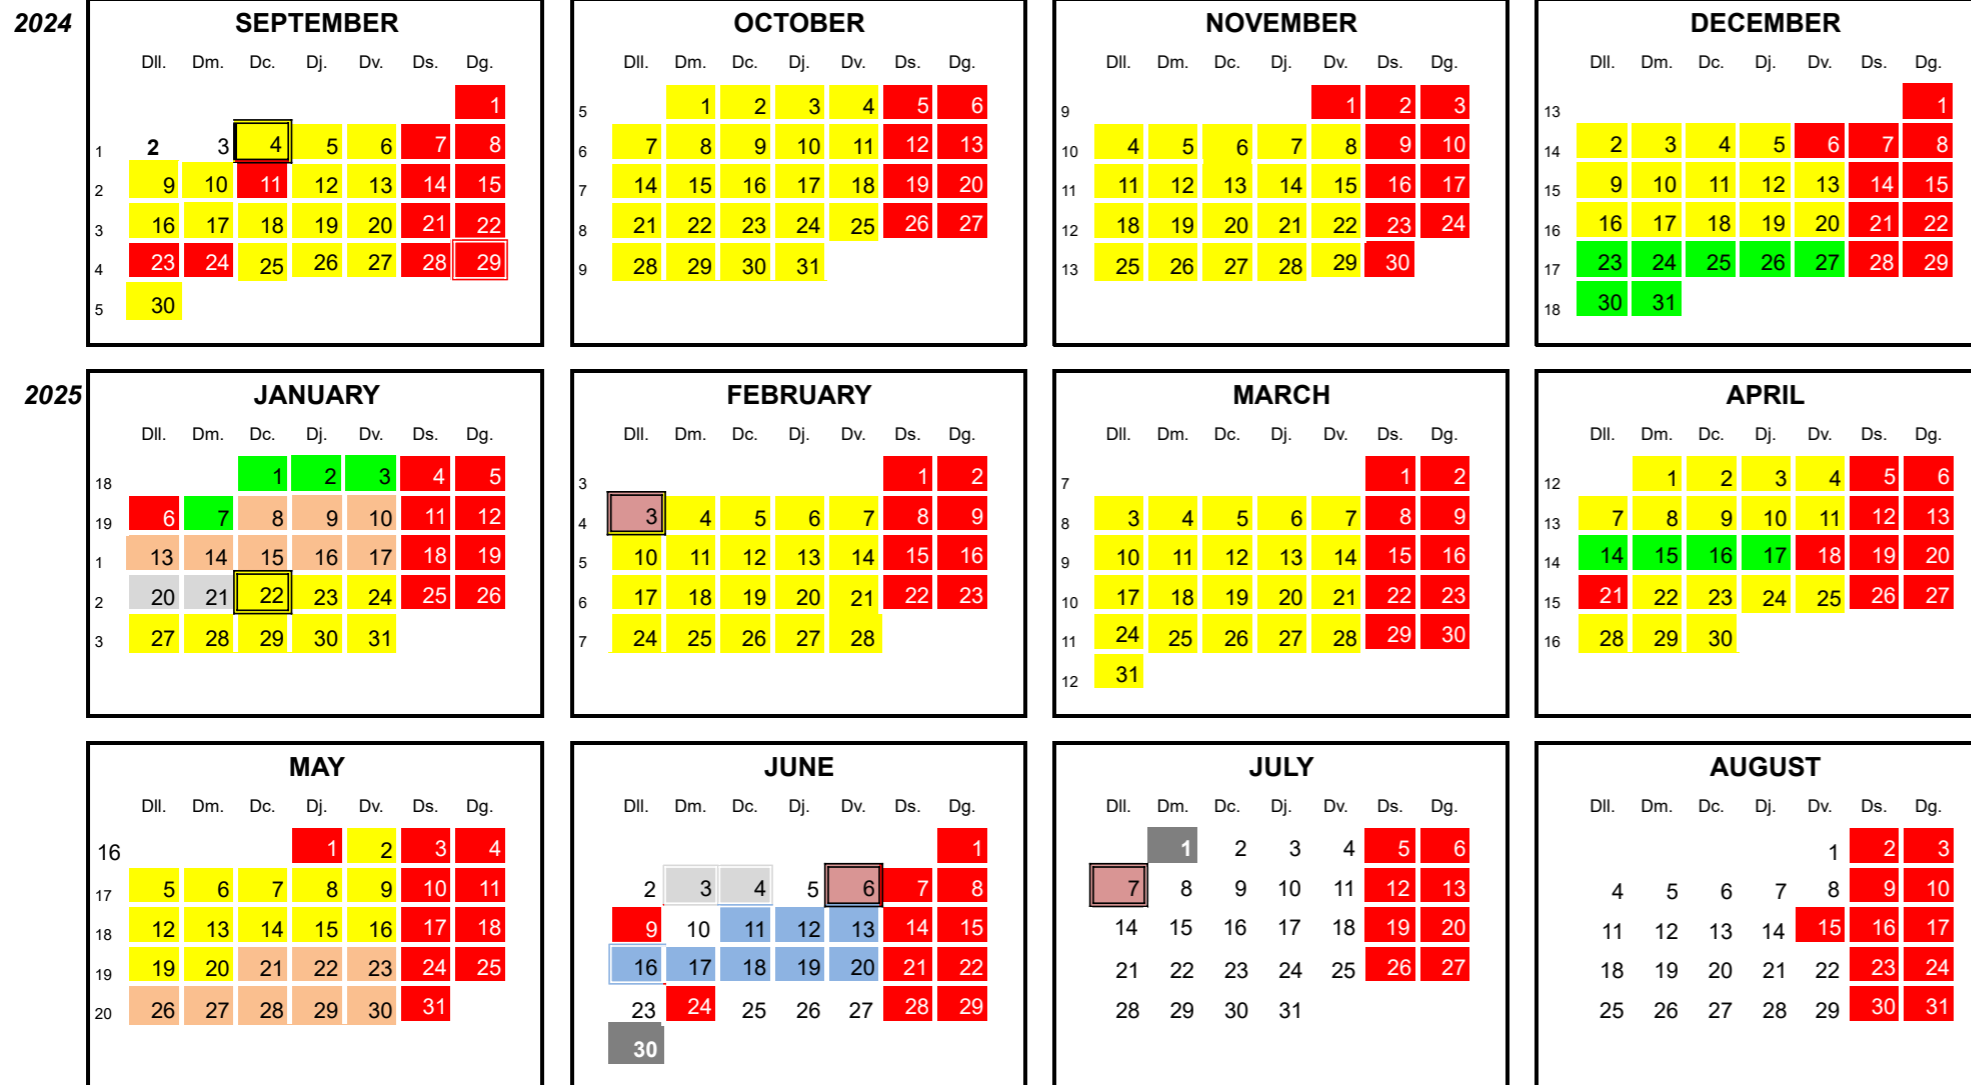 2024
SEPTEMBER
Dll. Dm. Dc. Dj. Dv. Ds. Dg.
1
1 2 3 4 5 6 7 8
2 9 10 11 12 13 14 15
3 16 17 18 19 20 21 22
4 23 24 25 26 27 28 29
5 30
OCTOBER
Dll. Dm. Dc. Dj. Dv. Ds. Dg.
5 1 2 3 4 5 6
6 7 8 9 10 11 12 13
7 14 15 16 17 18 19 20
8 21 22 23 24 25 26 27
9 28 29 30 31
NOVEMBER
Dll. Dm. Dc. Dj. Dv. Ds. Dg.
9 1 2 3
10 4 5 6 7 8 9 10
11 11 12 13 14 15 16 17
12 18 19 20 21 22 23 24
13 25 26 27 28 29 30
DECEMBER
Dll. Dm. Dc. Dj. Dv. Ds. Dg.
13 1
14 2 3 4 5 6 7 8
15 9 10 11 12 13 14 15
16 16 17 18 19 20 21 22
17 23 24 25 26 27 28 29
18 30 31
2025
JANUARY
Dll. Dm. Dc. Dj. Dv. Ds. Dg.
18 1 2 3 4 5
19 6 7 8 9 10 11 12
1 13 14 15 16 17 18 19
2 20 21 22 23 24 25 26
3 27 28 29 30 31
FEBRUARY
Dll. Dm. Dc. Dj. Dv. Ds. Dg.
3 1 2
4 3 4 5 6 7 8 9
5 10 11 12 13 14 15 16
6 17 18 19 20 21 22 23
7 24 25 26 27 28
MARCH
Dll. Dm. Dc. Dj. Dv. Ds. Dg.
7 1 2
8 3 4 5 6 7 8 9
9 10 11 12 13 14 15 16
10 17 18 19 20 21 22 23
11 24 25 26 27 28 29 30
12 31
APRIL
Dll. Dm. Dc. Dj. Dv. Ds. Dg.
12 1 2 3 4 5 6
13 7 8 9 10 11 12 13
14 14 15 16 17 18 19 20
15 21 22 23 24 25 26 27
16 28 29 30
MAY
Dll. Dm. Dc. Dj. Dv. Ds. Dg.
16 1 2 3 4
17 5 6 7 8 9 10 11
18 12 13 14 15 16 17 18
19 19 20 21 22 23 24 25
20 26 27 28 29 30 31
JUNE
Dll. Dm. Dc. Dj. Dv. Ds. Dg.
1
2 3 4 5 6 7 8
9 10 11 12 13 14 15
16 17 18 19 20 21 22
23 24 25 26 27 28 29
30
JULY
Dll. Dm. Dc. Dj. Dv. Ds. Dg.
1 2 3 4 5 6
7 8 9 10 11 12 13
14 15 16 17 18 19 20
21 22 23 24 25 26 27
28 29 30 31
AUGUST
Dll. Dm. Dc. Dj. Dv. Ds. Dg.
1 2 3
4 5 6 7 8 9 10
11 12 13 14 15 16 17
18 19 20 21 22 23 24
25 26 27 28 29 30 31